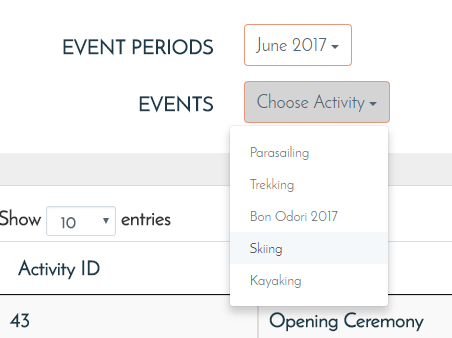 EVENT PERIODS
June 2017
EVENTS
Choose Activity
Parasailing
Trekking
Bon Odori 2017
Skiing
Kayaking
Show 10 entries
Activity ID
43
Opening Ceremony